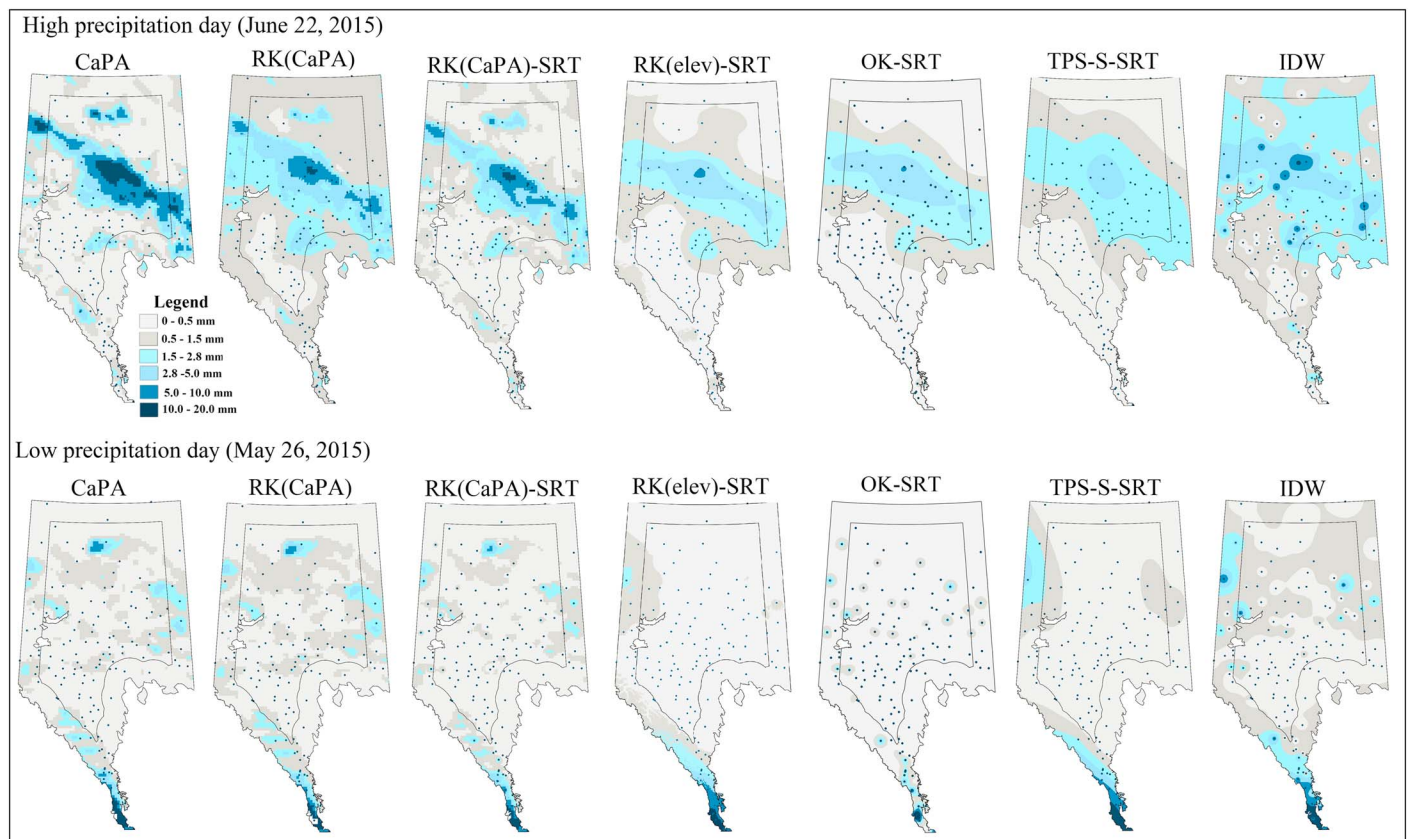 High precipitation day (June 22, 2015)
CaPA RK(CaPA) RK(CaPA)-SRT RK(elev)-SRT OK-SRT TPS-S-SRT IDW
Legend
0 - 0.5 mm
0.5 - 1.5 mm
1.5 - 2.8 mm
2.8 -5.0 mm
5.0 - 10.0 mm
10.0 - 20.0 mm
Low precipitation day (May 26, 2015)
CaPA RK(CaPA) RK(CaPA)-SRT RK(elev)-SRT OK-SRT TPS-S-SRT IDW